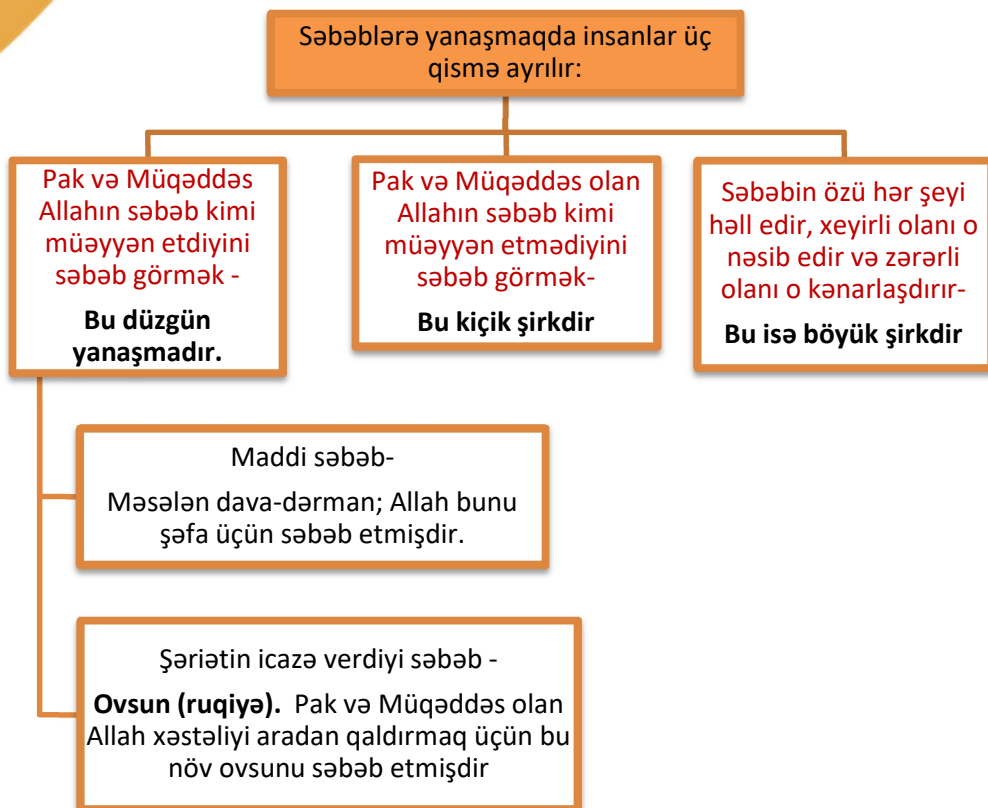 Səbəblərə yanaşmaqda insanlar üç
qismə ayrılır:
Pak və Müqəddəs
Allahın səbəb kimi
müəyyən etdiyini
səbəb görmək -
Bu düzgün
yanaşmadır.
Pak və Müqəddəs olan
Allahın səbəb kimi
müəyyən etmədiyini
səbəb görmək-
Bu kiçik şirkdir
Səbəbin özü hər şeyi
həll edir, xeyirli olanı o
nəsib edir və zərərli
olanı o kənarlaşdırır-
Bu isə böyük şirkdir
Maddi səbəb-
Məsələn dava-dərman; Allah bunu
şəfa üçün səbəb etmişdir.
Şəriətin icazə verdiyi səbəb -
Ovsun (ruqiyə). Pak və Müqəddəs olan
Allah xəstəliyi aradan qaldırmaq üçün bu
növ ovsunu səbəb etmişdir